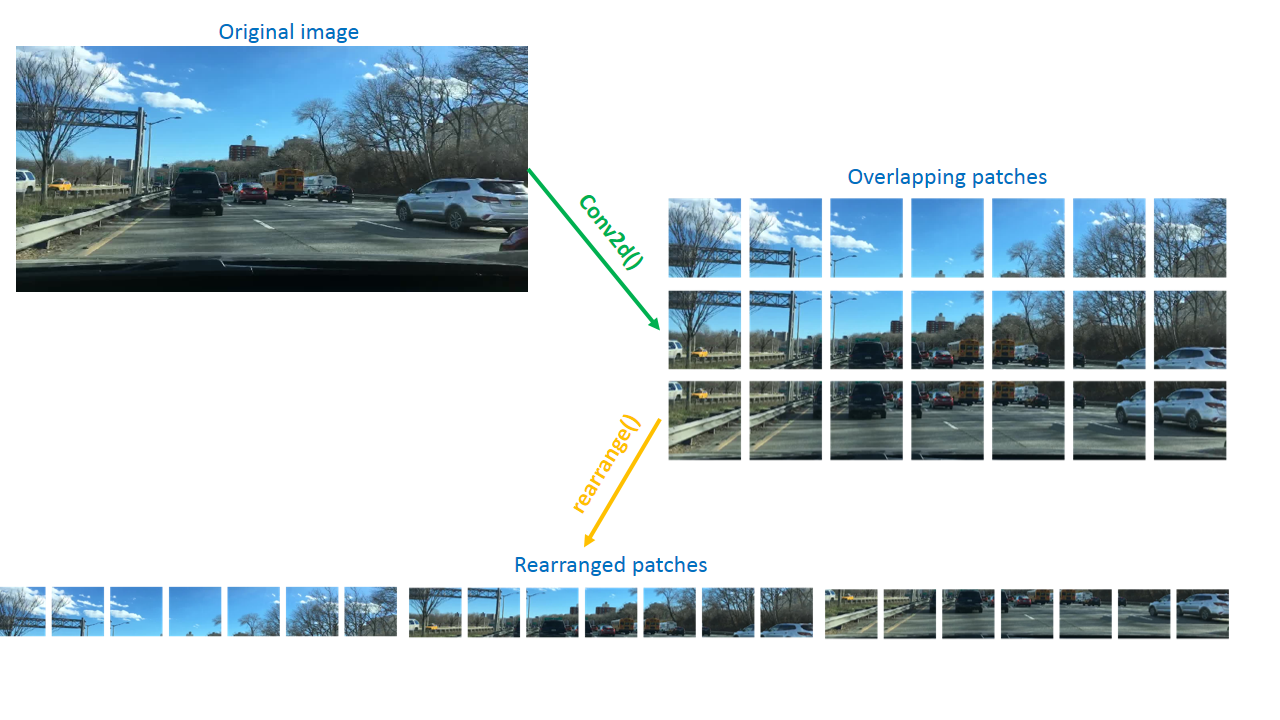 Original image
Conv2d()
Overlapping patches
rearrange()
Rearranged patches